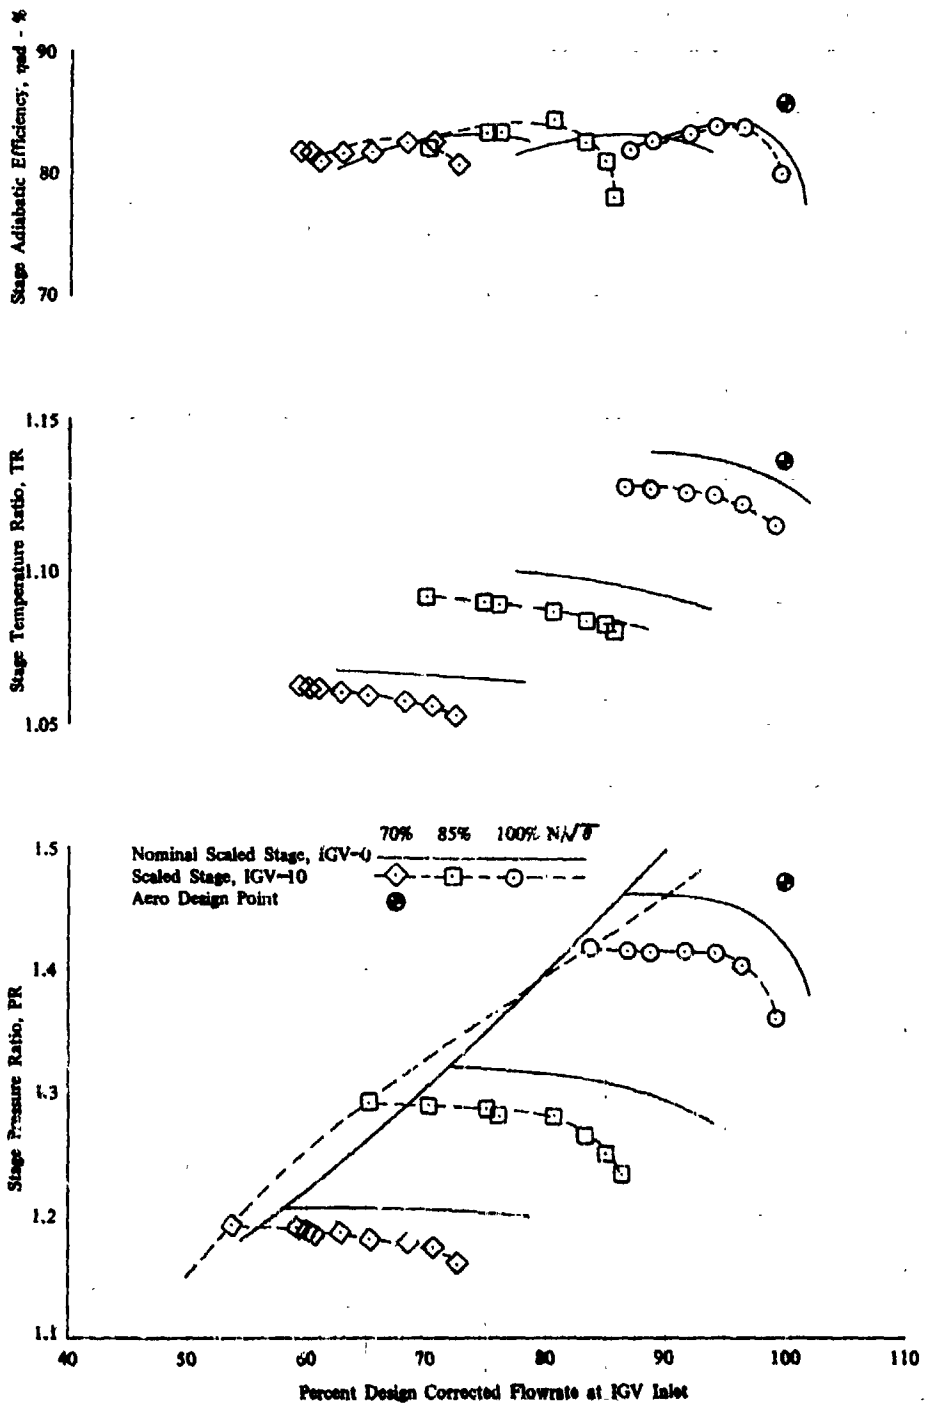 Stage Adiabatic Efficiency, ηad - %
90
80
70
Stage Temperature Ratio, TR
1.15
1.10
1.05
70% 85% 100% N/√θ
Nominal Scaled Stage, IGV-0
Scaled Stage, IGV-10
Aero Design Point
Stage Pressure Ratio, PR
1.5
1.4
1.3
1.2
1.1
40 50 60 70 80 90 100 110
Percent Design Corrected Flowrate at IGV Inlet